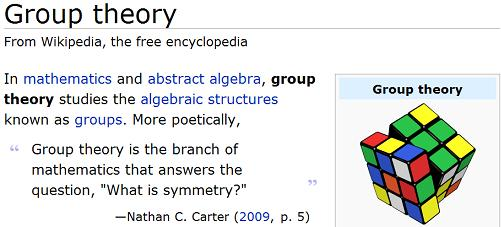 Group theory
From Wikipedia, the free encyclopedia
In mathematics and abstract algebra, group
theory studies the algebraic structures
known as groups. More poetically,
“ Group theory is the branch of
mathematics that answers the
question, "What is symmetry?" ”
—Nathan C. Carter (2009, p. 5)
Group theory